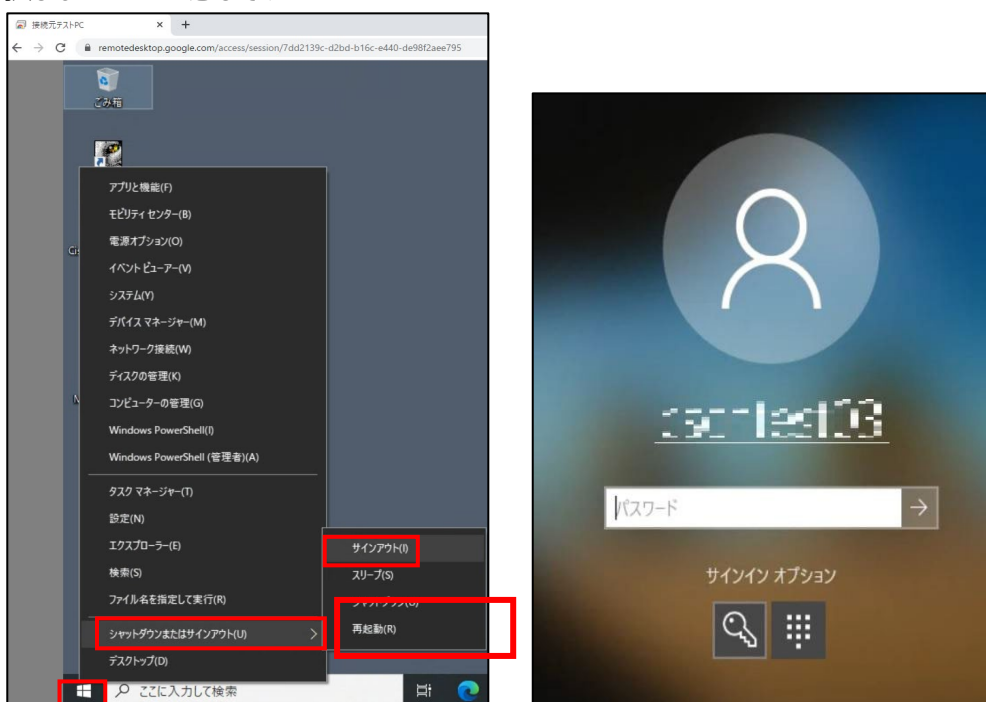 接続元テストPC
remotedesktop.google.com/access/session/7dd2139c-d2bd-b16c-e440-de98f2aee795
ごみ箱
アプリと機能(F)
モビリティ センター(B)
電源オプション(O)
イベント ビューアー(V)
システム(Y)
デバイス マネージャー(M)
ネットワーク接続(W)
ディスクの管理(K)
コンピューターの管理(G)
Windows PowerShell(I)
Windows PowerShell (管理者)(A)
タスク マネージャー(T)
設定(N)
エクスプローラー(E)
検索(S)
ファイル名を指定して実行(R)
シャットダウンまたはサインアウト(U)
デスクトップ(D)
サインアウト(I)
スリープ(S)
シャットダウン(U)
再起動(R)
ここに入力して検索
パスワード
サインイン オプション